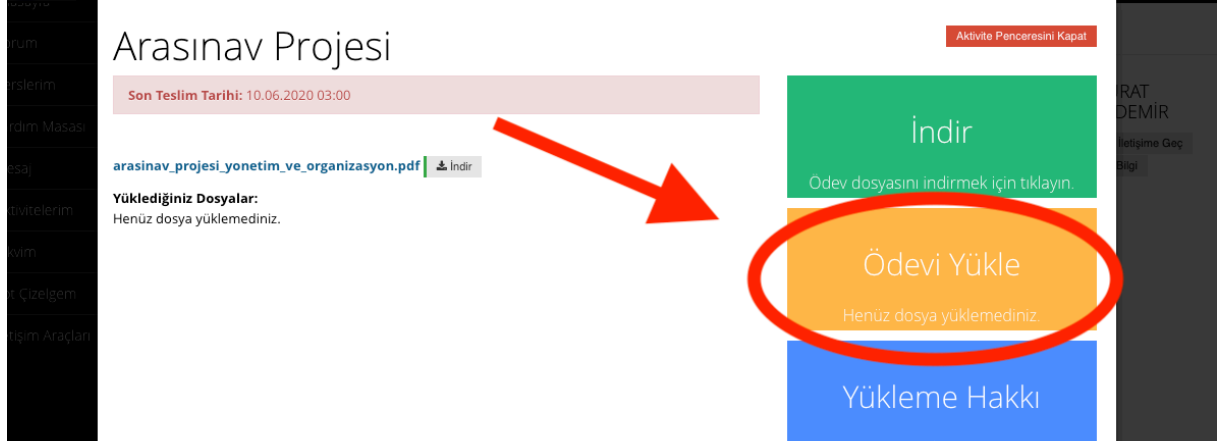 Arasınav Projesi
Aktivite Penceresini Kapat
Son Teslim Tarihi: 10.06.2020 03:00
arasinav_projesi_yonetim_ve_organizasyon.pdf İndir
Yüklediğiniz Dosyalar:
Henüz dosya yüklemediniz.
İndir
Ödev dosyasını indirmek için tıklayın.
Ödevi Yükle
Henüz dosya yüklemediniz.
Yükleme Hakkı
İletişime Geç
Bilgi